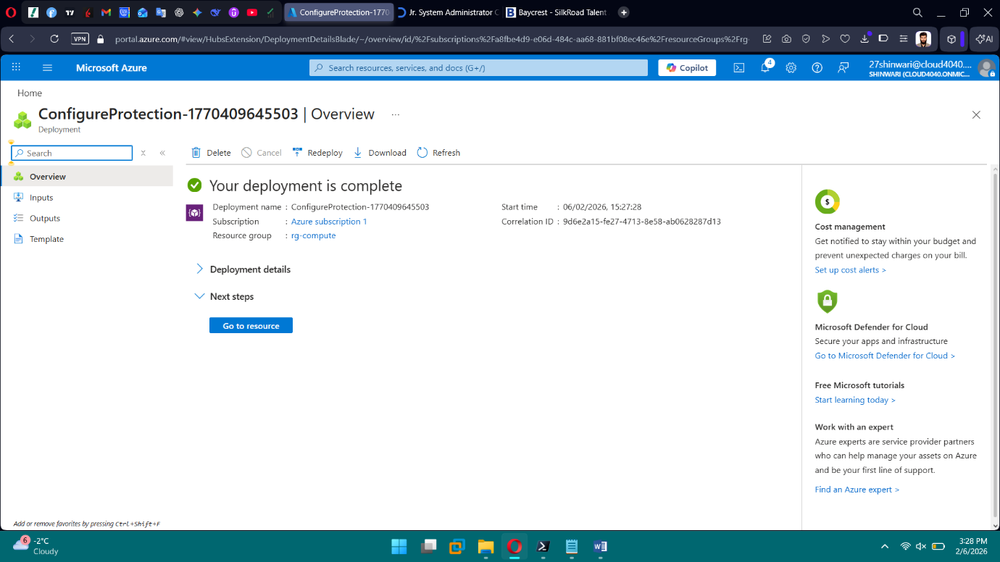 ConfigureProtection-1770
Jr. System Administrator
Baycrest - SilkRoad Talent
VPN
portal.azure.com/#view/HubsExtension/DeploymentDetailsBlade/~/overview/id/%2Fsubscriptions%2Fa8fbe4d9-e06d-484c-aa68-881bf08ec46e%2FresourceGroups%2Frg-
AI
Microsoft Azure
Search resources, services, and docs (G+/)
Copilot
4
27shinwari@cloud4040....
SHINWARI (CLOUD4040.ONMIC...
Home
ConfigureProtection-1770409645503 | Overview ...
Deployment
Search
Delete
Cancel
Redeploy
Download
Refresh
Overview
Inputs
Outputs
Template
Your deployment is complete
Deployment name : ConfigureProtection-1770409645503
Subscription : Azure subscription 1
Resource group : rg-compute
Start time : 06/02/2026, 15:27:28
Correlation ID : 9d6e2a15-fe27-4713-8e58-ab0628287d13
Deployment details
Next steps
Go to resource
Cost management
Get notified to stay within your budget and
prevent unexpected charges on your bill.
Set up cost alerts >
Microsoft Defender for Cloud
Secure your apps and infrastructure
Go to Microsoft Defender for Cloud >
Free Microsoft tutorials
Start learning today >
Work with an expert
Azure experts are service provider partners
who can help manage your assets on Azure
and be your first line of support.
Find an Azure expert >
Add or remove favorites by pressing Ctrl+Shift+F
6
-2°C
Cloudy
3:28 PM
2/6/2026